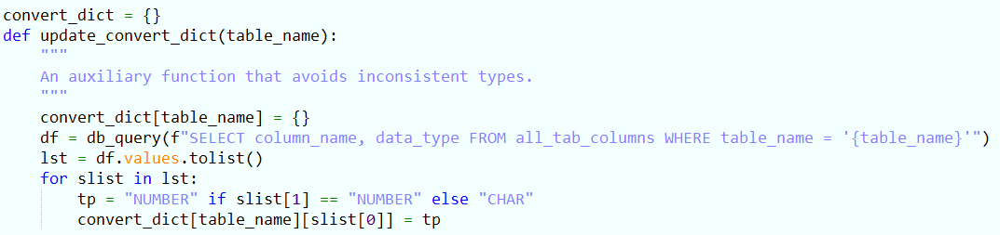 convert_dict = {}
def update_convert_dict(table_name):
    """
    An auxiliary function that avoids inconsistent types.
    """
    convert_dict[table_name] = {}
    df = db_query(f"SELECT column_name, data_type FROM all_tab_columns WHERE table_name = '{table_name}'")
    lst = df.values.tolist()
    for slist in lst:
        tp = "NUMBER" if slist[1] == "NUMBER" else "CHAR"
        convert_dict[table_name][slist[0]] = tp